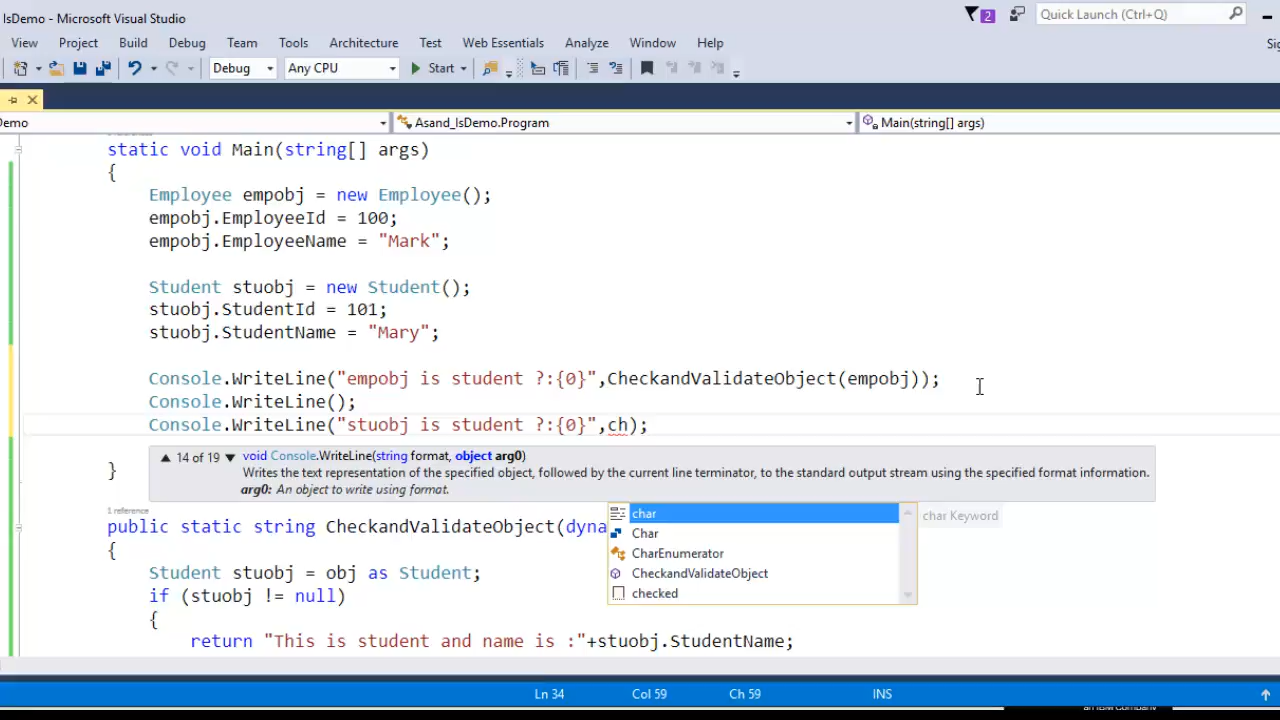 IsDemo - Microsoft Visual Studio
2
Quick Launch (Ctrl+Q)
View Project Build Debug Team Tools Architecture Test Web Essentials Analyze Window Help
Debug Any CPU Start
Demo Asand_IsDemo.Program Main(string[] args)
static void Main(string[] args)
{
Employee empobj = new Employee();
empobj.EmployeeId = 100;
empobj.EmployeeName = "Mark";
Student stuobj = new Student();
stuobj.StudentId = 101;
stuobj.StudentName = "Mary";
Console.WriteLine("empobj is student ?:{0}",CheckandValidateObject(empobj));
Console.WriteLine();
Console.WriteLine("stuobj is student ?:{0}",ch);
14 of 19 void Console.WriteLine(string format, object arg0)
Writes the text representation of the specified object, followed by the current line terminator, to the standard output stream using the specified format information.
arg0: An object to write using format.
}
1 reference
char char Keyword
public static string CheckandValidateObject(dyna
Char
{
CharEnumerator
Student stuobj = obj as Student;
CheckandValidateObject
if (stuobj != null)
checked
{
return "This is student and name is :"+stuobj.StudentName;
Ln 34 Col 59 Ch 59 INS